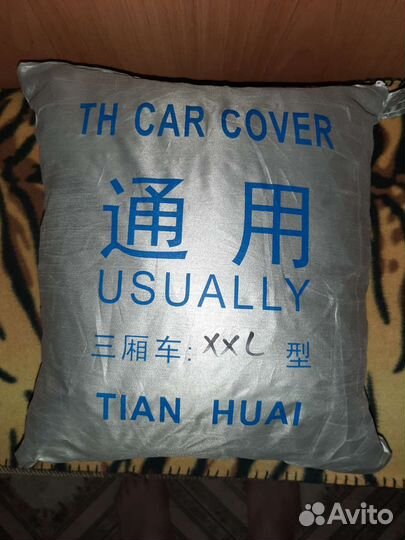 TH CAR COVER
通用
USUALLY
三厢车: XXL 型
TIAN HUAI
Avito